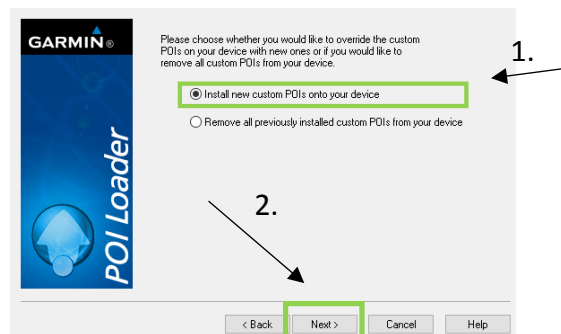 GARMIN®
POI Loader
Please choose whether you would like to override the custom
POIs on your device with new ones or if you would like to
remove all custom POIs from your device.
1.
Install new custom POIs onto your device
Remove all previously installed custom POIs from your device
2.
< Back
Next >
Cancel
Help